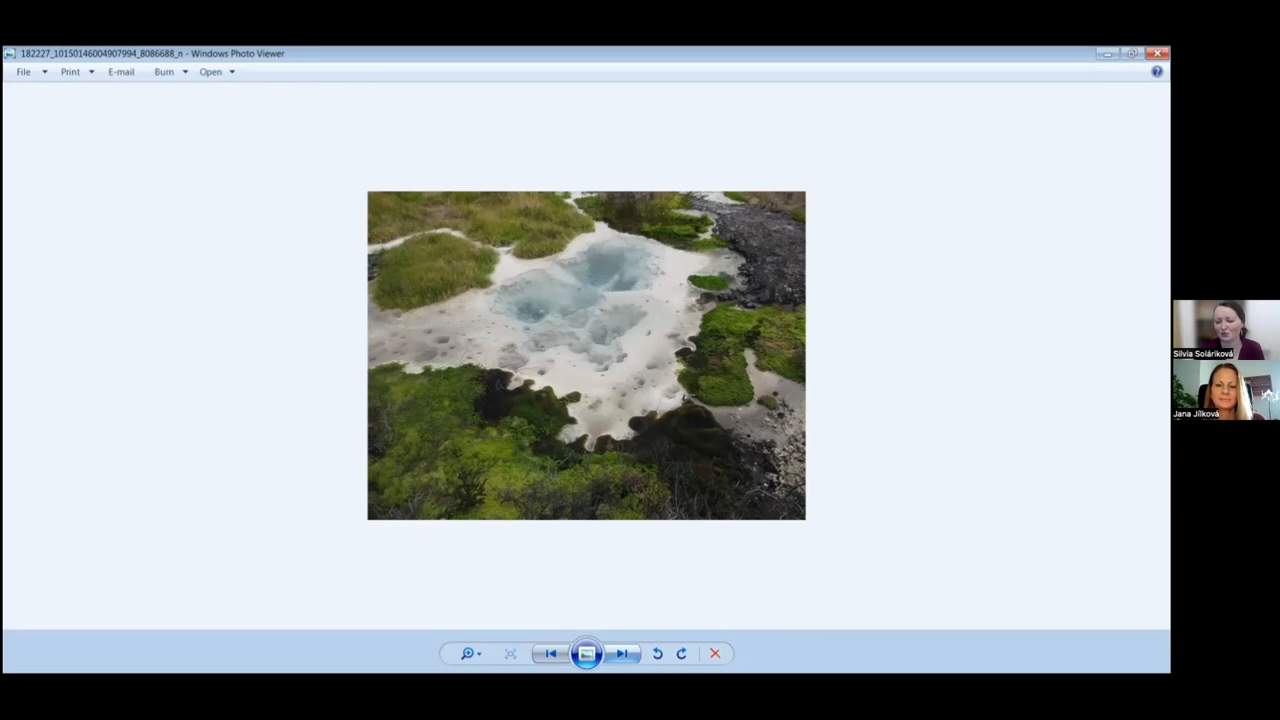 182227_10150146004907994_8086688_n - Windows Photo Viewer
File Print E-mail Burn Open
Silvia Soláriková
Jana Jílková